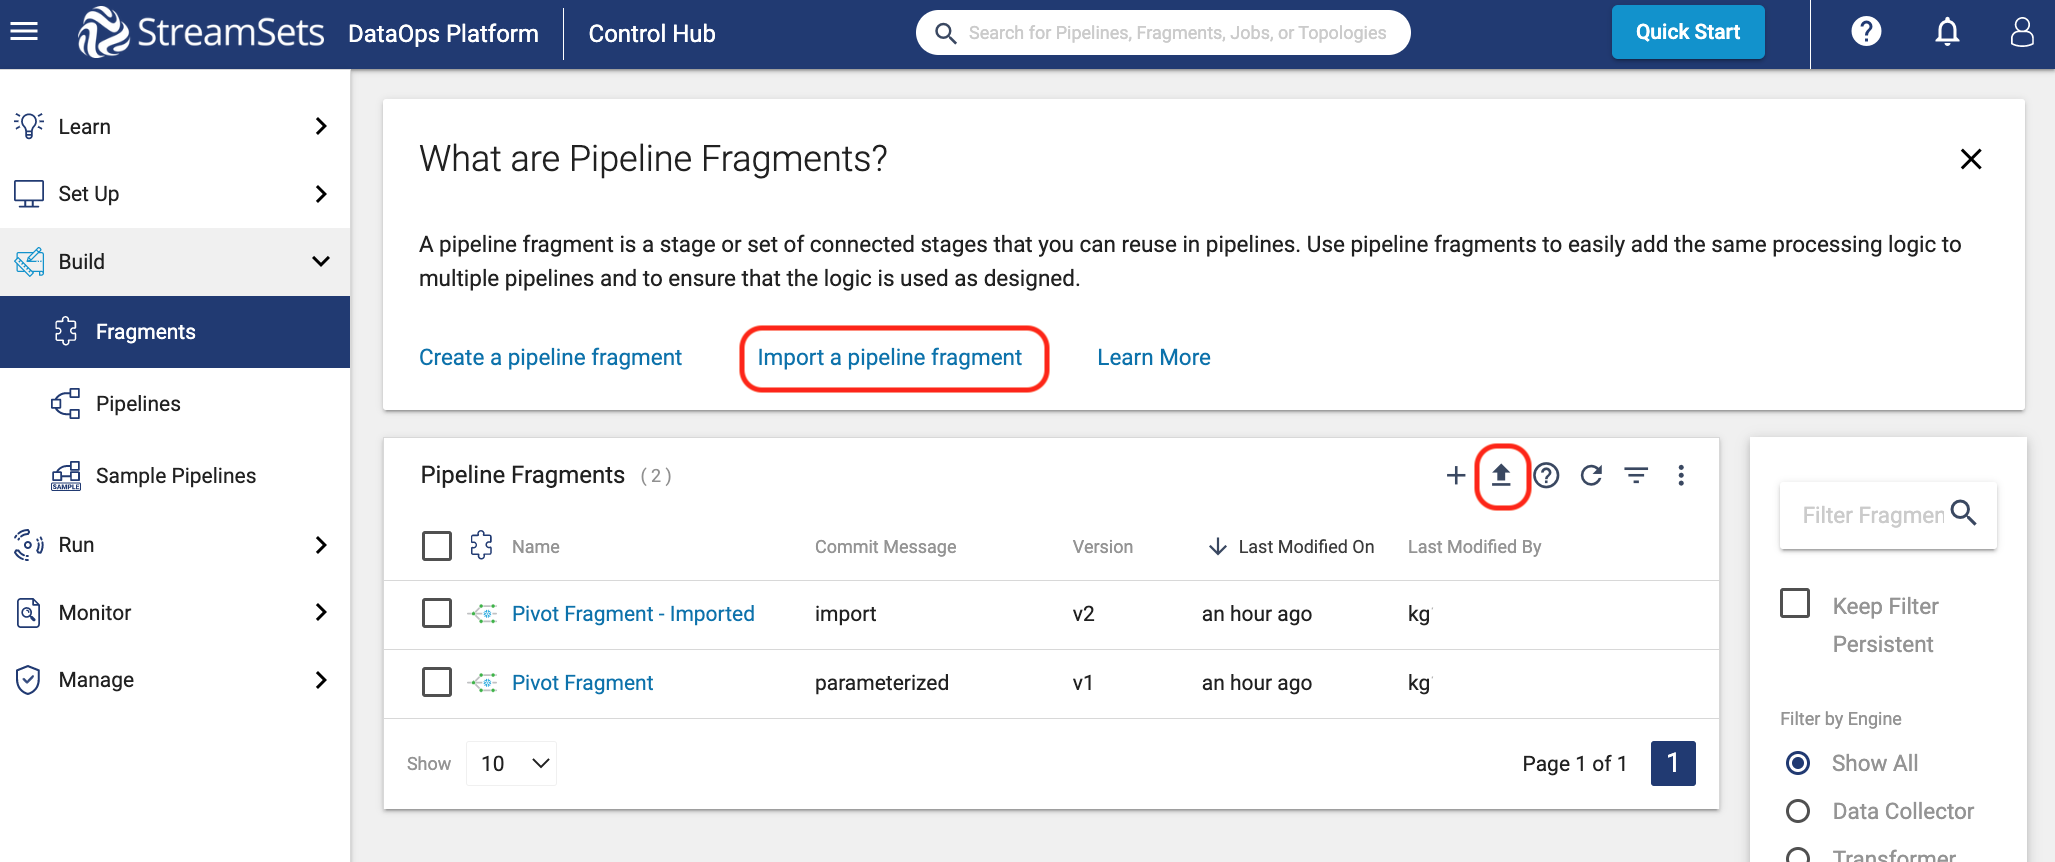 StreamSets DataOps Platform Control Hub
Search for Pipelines, Fragments, Jobs, or Topologies
Quick Start
Learn
Set Up
Build
Fragments
Pipelines
SAMPLE
Sample Pipelines
Run
Monitor
Manage
What are Pipeline Fragments?
A pipeline fragment is a stage or set of connected stages that you can reuse in pipelines. Use pipeline fragments to easily add the same processing logic to
multiple pipelines and to ensure that the logic is used as designed.
Create a pipeline fragment Import a pipeline fragment Learn More
Pipeline Fragments (2)
Name Commit Message Version Last Modified On Last Modified By
Pivot Fragment - Imported import v2 an hour ago kg
Pivot Fragment parameterized v1 an hour ago kg
Show 10 Page 1 of 1 1
Filter Fragmen
Keep Filter
Persistent
Filter by Engine
Show All
Data Collector
Transformer